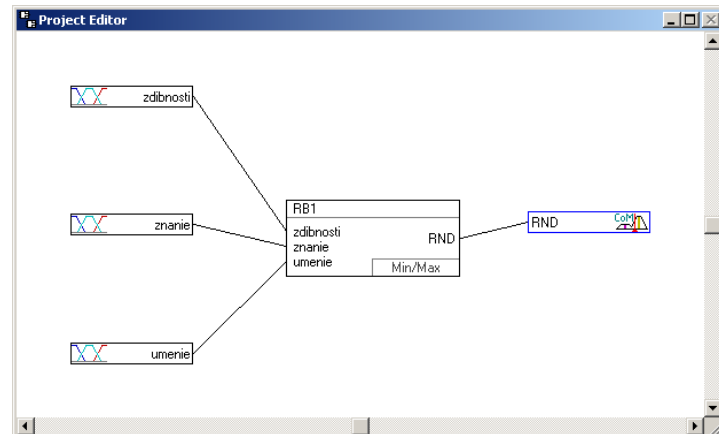 Project Editor
zdibnosti
znanie
umenie
RB1
zdibnosti
znanie
umenie
RND
Min/Max
RND
CoM